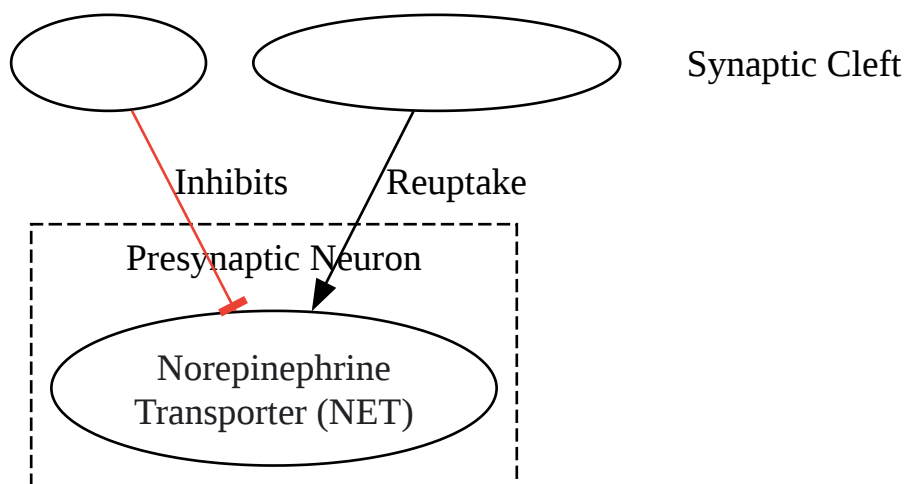 Synaptic Cleft
Inhibits
Reuptake
Presynaptic Neuron
Norepinephrine
Transporter (NET)